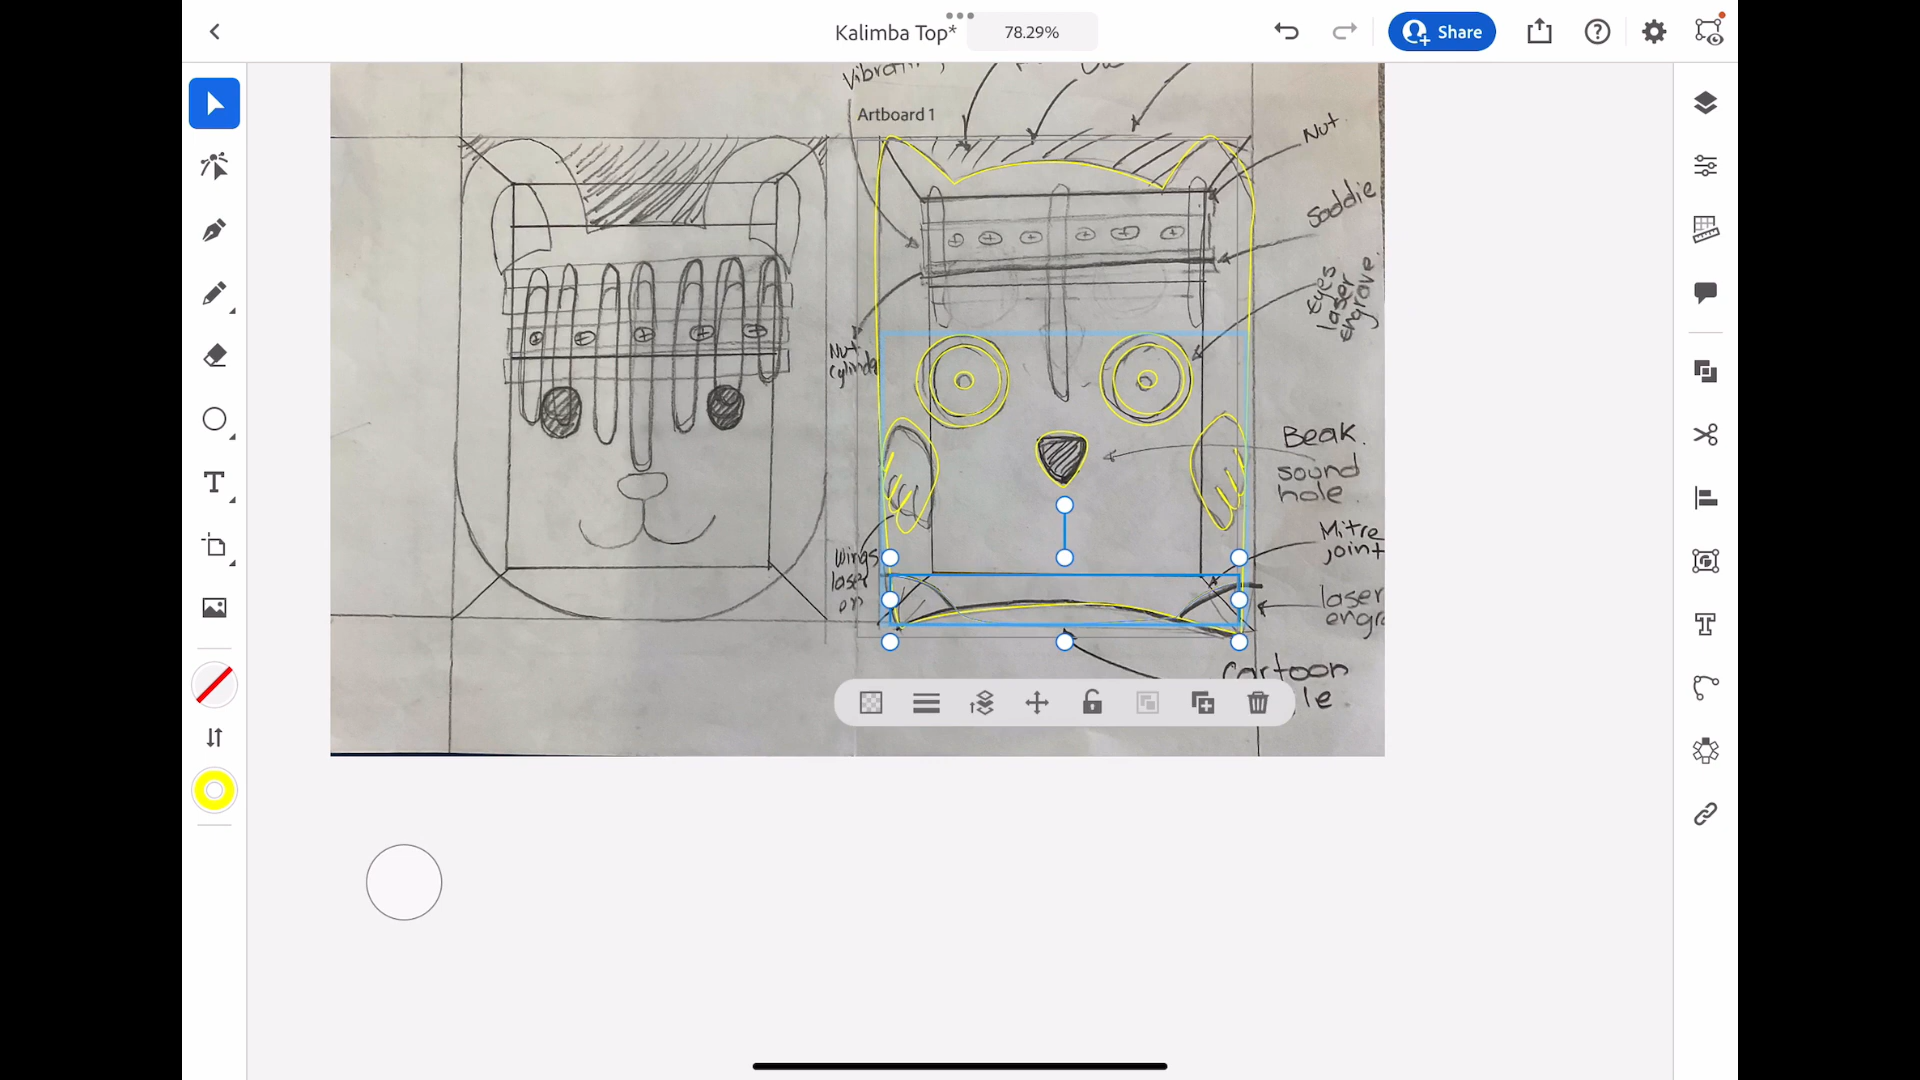 Kalimba Top*
78.29%
Share
Artboard 1
Nut.
Saddle
Eyes
laser
engrave.
Nut
Beak.
sound
hole.
Mitre
joint
Wings
laser
laser
engra
cartoon